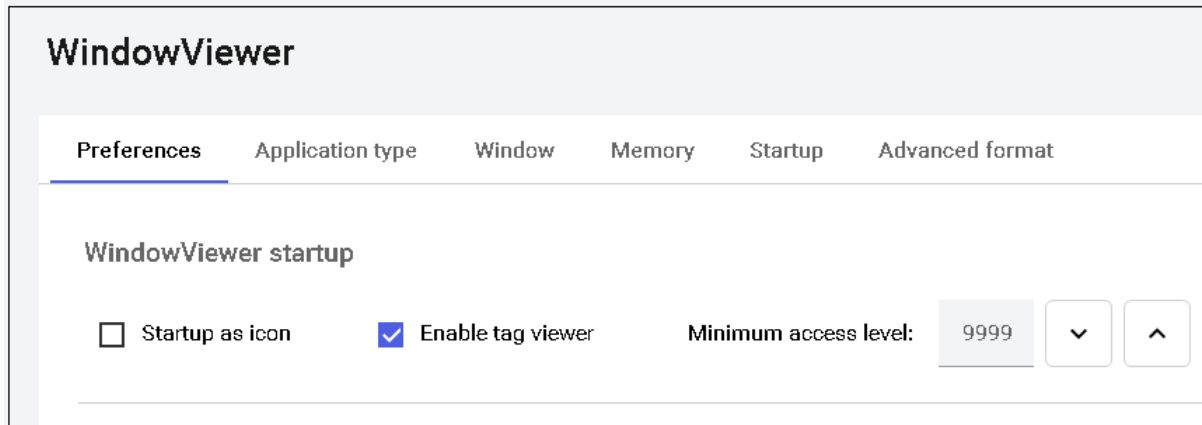 WindowViewer
Preferences Application type Window Memory Startup Advanced format
WindowViewer startup
Startup as icon Enable tag viewer Minimum access level: 9999